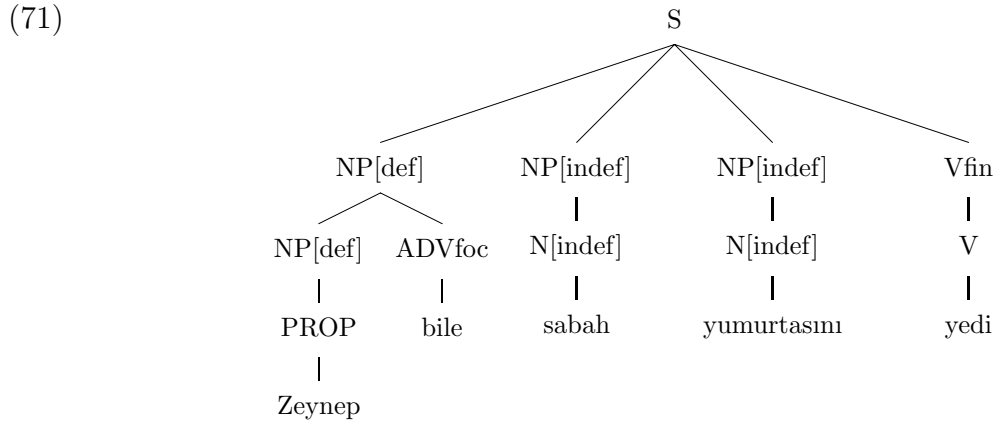 (71) S
NP[def] NP[indef] NP[indef] Vfin
NP[def] ADVfoc N[indef] N[indef] V
PROP bile sabah yumurtasını yedi
Zeynep